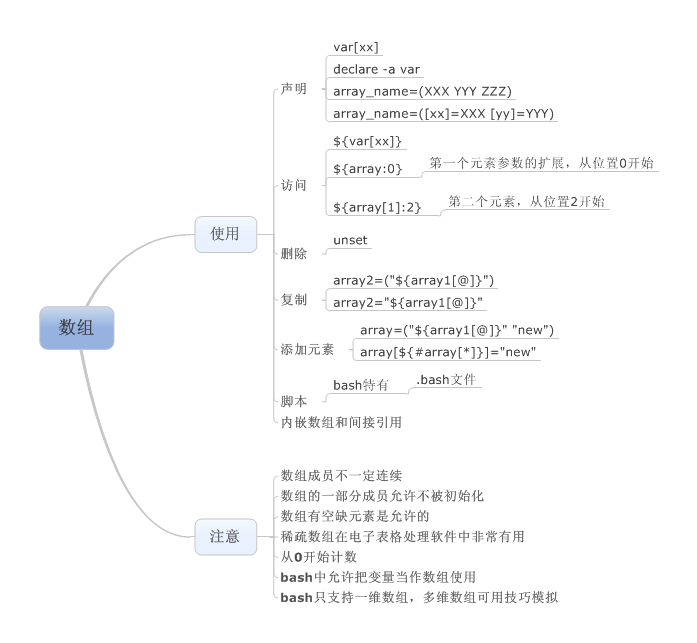 数组
使用
声明
var[xx]
declare -a var
array_name=(XXX YYY ZZZ)
array_name=([xx]=XXX [yy]=YYY)
访问
${var[xx]}
${array:0}
第一个元素参数的扩展，从位置0开始
${array[1]:2}
第二个元素，从位置2开始
删除
unset
复制
array2=("${array1[@]}")
array2="${array1[@]}"
添加元素
array=("${array1[@]}" "new")
array[${#array[*]}]="new"
脚本
bash特有
.bash文件
内嵌数组和间接引用
注意
数组成员不一定连续
数组的一部分成员允许不被初始化
数组有空缺元素是允许的
稀疏数组在电子表格处理软件中非常有用
从0开始计数
bash中允许把变量当作数组使用
bash只支持一维数组，多维数组可用技巧模拟